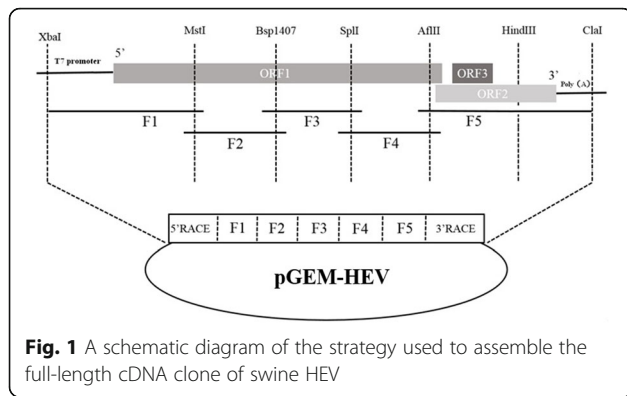 XbaI MstI Bsp1407 SplI AflII HindIII ClaI
T7 promoter 5' ORF1 ORF3 3' Poly (A)
ORF2
F1 F3 F5
F2 F4
5'RACE F1 F2 F3 F4 F5 3'RACE
pGEM-HEV
Fig. 1 A schematic diagram of the strategy used to assemble the
full-length cDNA clone of swine HEV